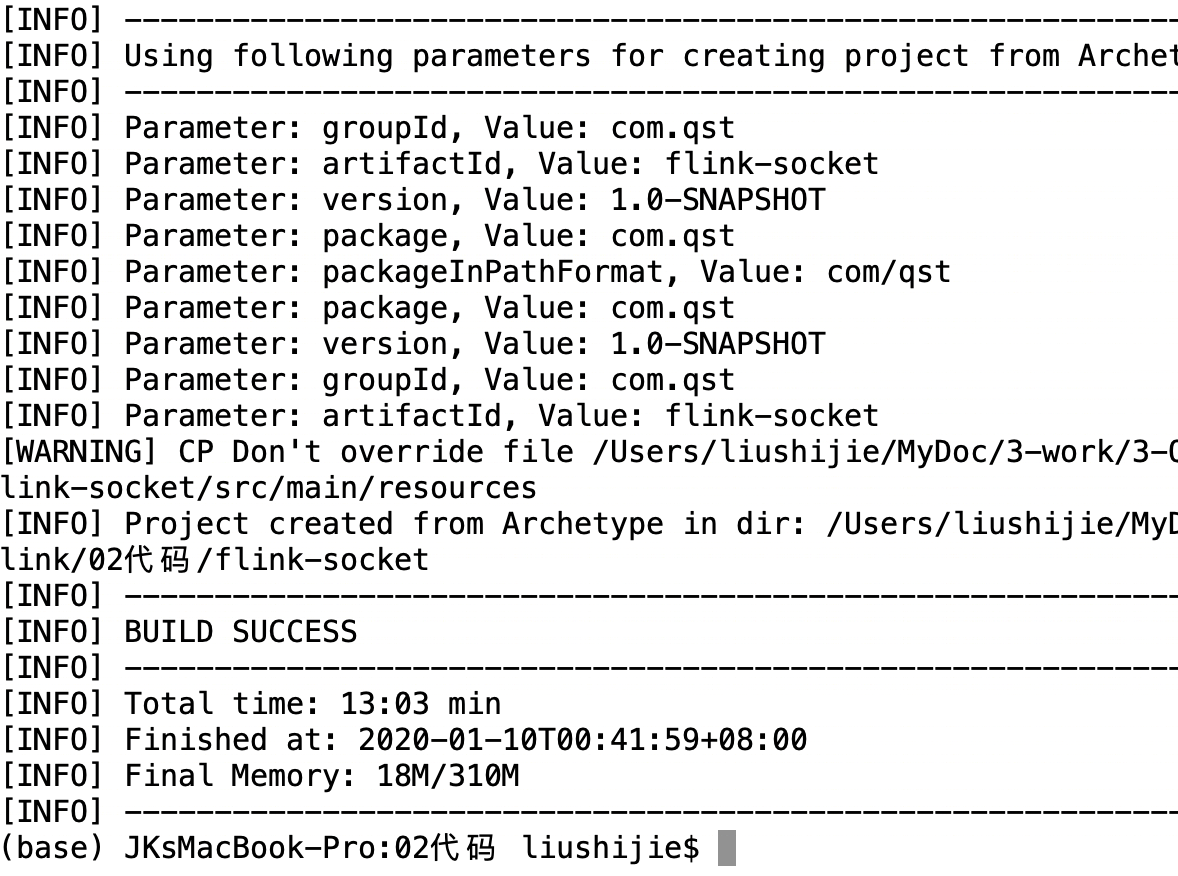 [INFO] ------------------------------------------------------------------------
[INFO] Using following parameters for creating project from Archet
[INFO] ------------------------------------------------------------------------
[INFO] Parameter: groupId, Value: com.qst
[INFO] Parameter: artifactId, Value: flink-socket
[INFO] Parameter: version, Value: 1.0-SNAPSHOT
[INFO] Parameter: package, Value: com.qst
[INFO] Parameter: packageInPathFormat, Value: com/qst
[INFO] Parameter: package, Value: com.qst
[INFO] Parameter: version, Value: 1.0-SNAPSHOT
[INFO] Parameter: groupId, Value: com.qst
[INFO] Parameter: artifactId, Value: flink-socket
[WARNING] CP Don't override file /Users/liushijie/MyDoc/3-work/3-
link-socket/src/main/resources
[INFO] Project created from Archetype in dir: /Users/liushijie/MyD
link/02代码/flink-socket
[INFO] ------------------------------------------------------------------------
[INFO] BUILD SUCCESS
[INFO] ------------------------------------------------------------------------
[INFO] Total time: 13:03 min
[INFO] Finished at: 2020-01-10T00:41:59+08:00
[INFO] Final Memory: 18M/310M
[INFO] ------------------------------------------------------------------------
(base) JKsMacBook-Pro:02代码 liushijie$